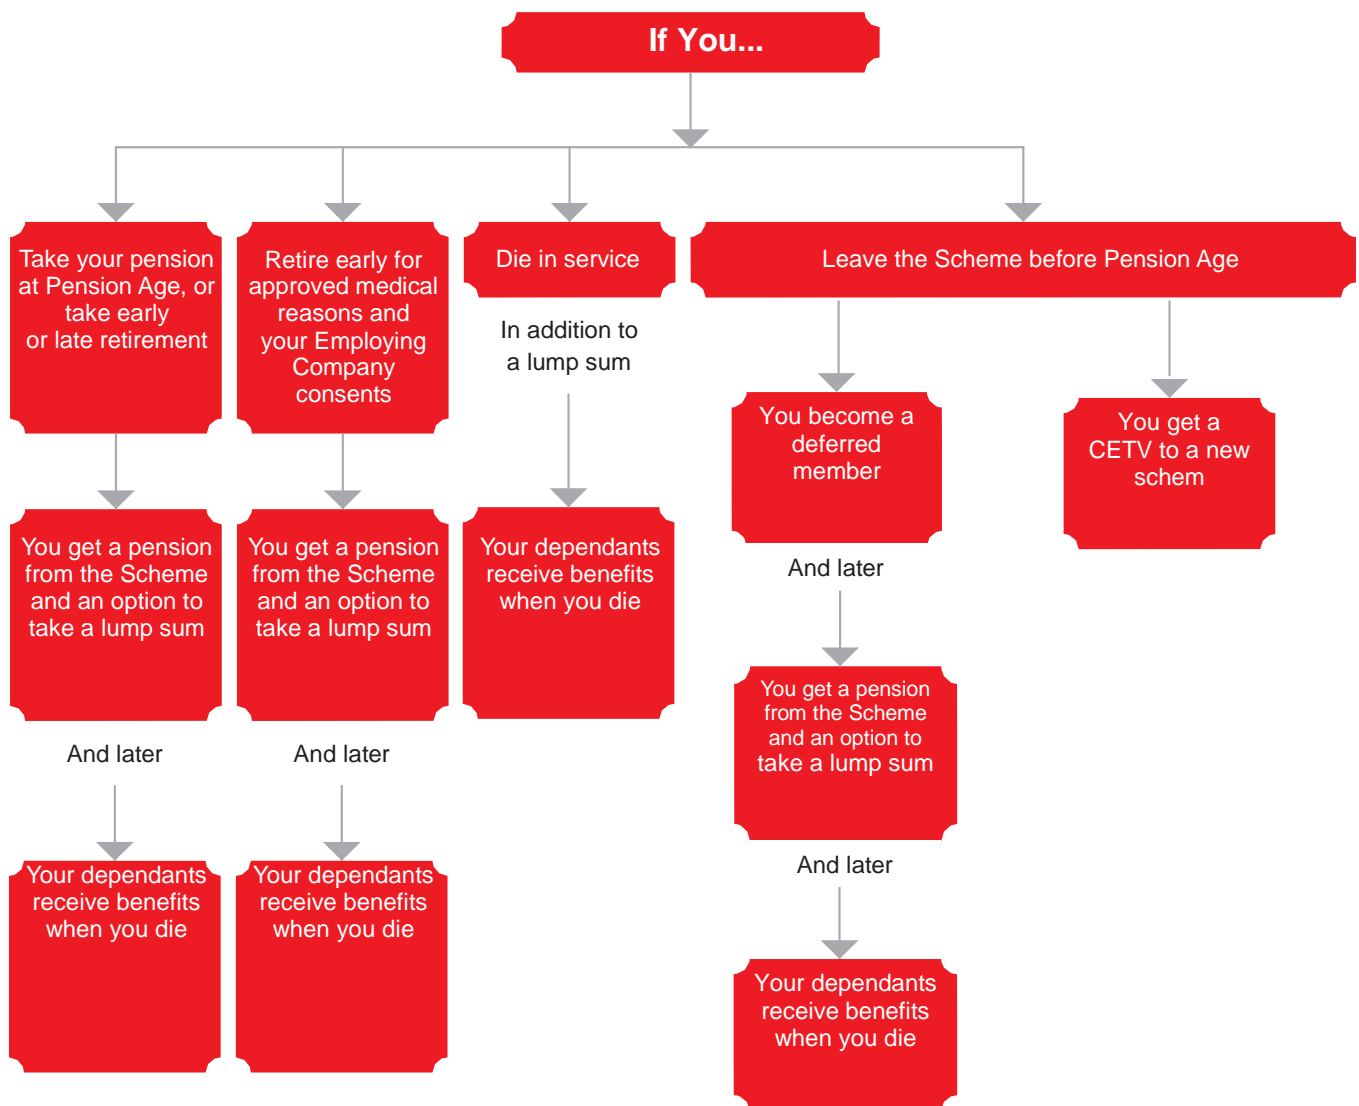 If You...
Take your pension
at Pension Age, or
take early
or late retirement
Retire early for
approved medical
reasons and
your Employing
Company
consents
Die in service
Leave the Scheme before Pension Age
In addition to
a lump sum
You become a
deferred
member
You get a
CETV to a new
schem
You get a pension
from the Scheme
and an option to
take a lump sum
You get a pension
from the Scheme
and an option to
take a lump sum
Your dependants
receive benefits
when you die
And later
You get a pension
from the Scheme
and an option to
take a lump sum
And later
And later
And later
Your dependants
receive benefits
when you die
Your dependants
receive benefits
when you die
Your dependants
receive benefits
when you die